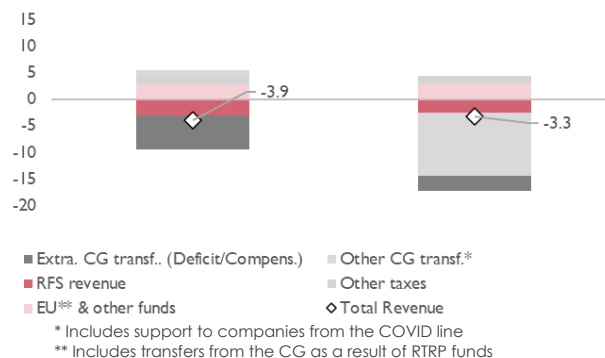 15
10
5
0
-5
-10
-15
-20
-3.9
-3.3
Extra. CG transf.. (Deficit/Compens.)
Other CG transf.*
RFS revenue
Other taxes
EU** & other funds
Total Revenue
* Includes support to companies from the COVID line
** Includes transfers from the CG as a result of RTRP funds